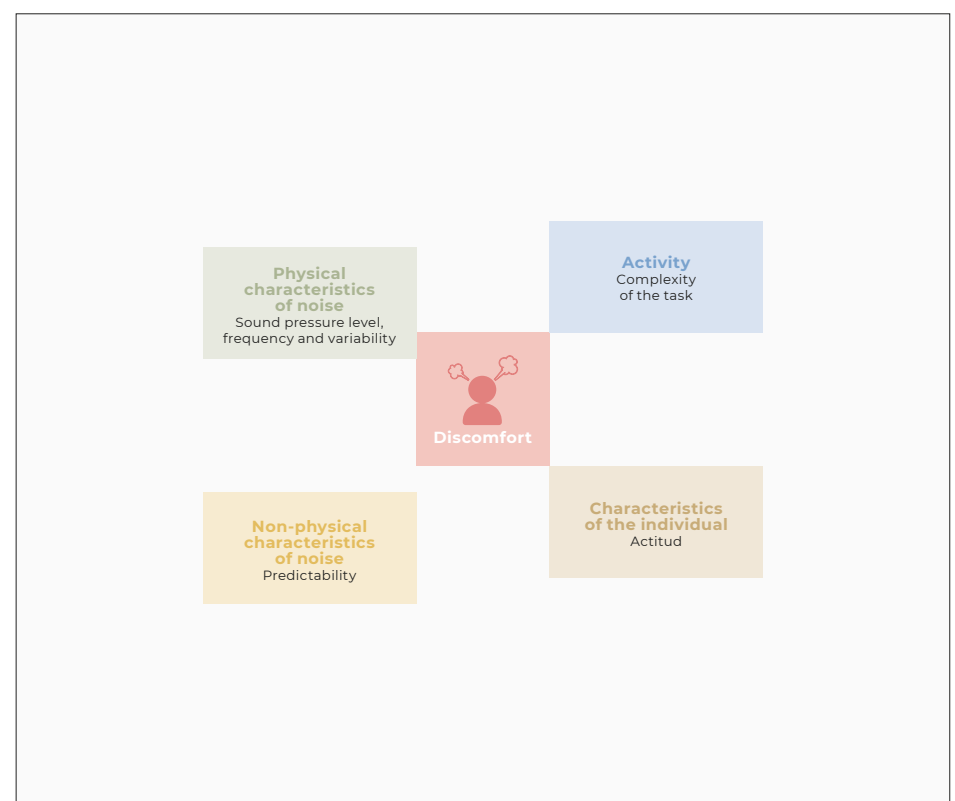 Physical
characteristics
of noise
Sound pressure level,
frequency and variability
Activity
Complexity
of the task
Discomfort
Non-physical
characteristics
of noise
Predictability
Characteristics
of the individual
Actitud